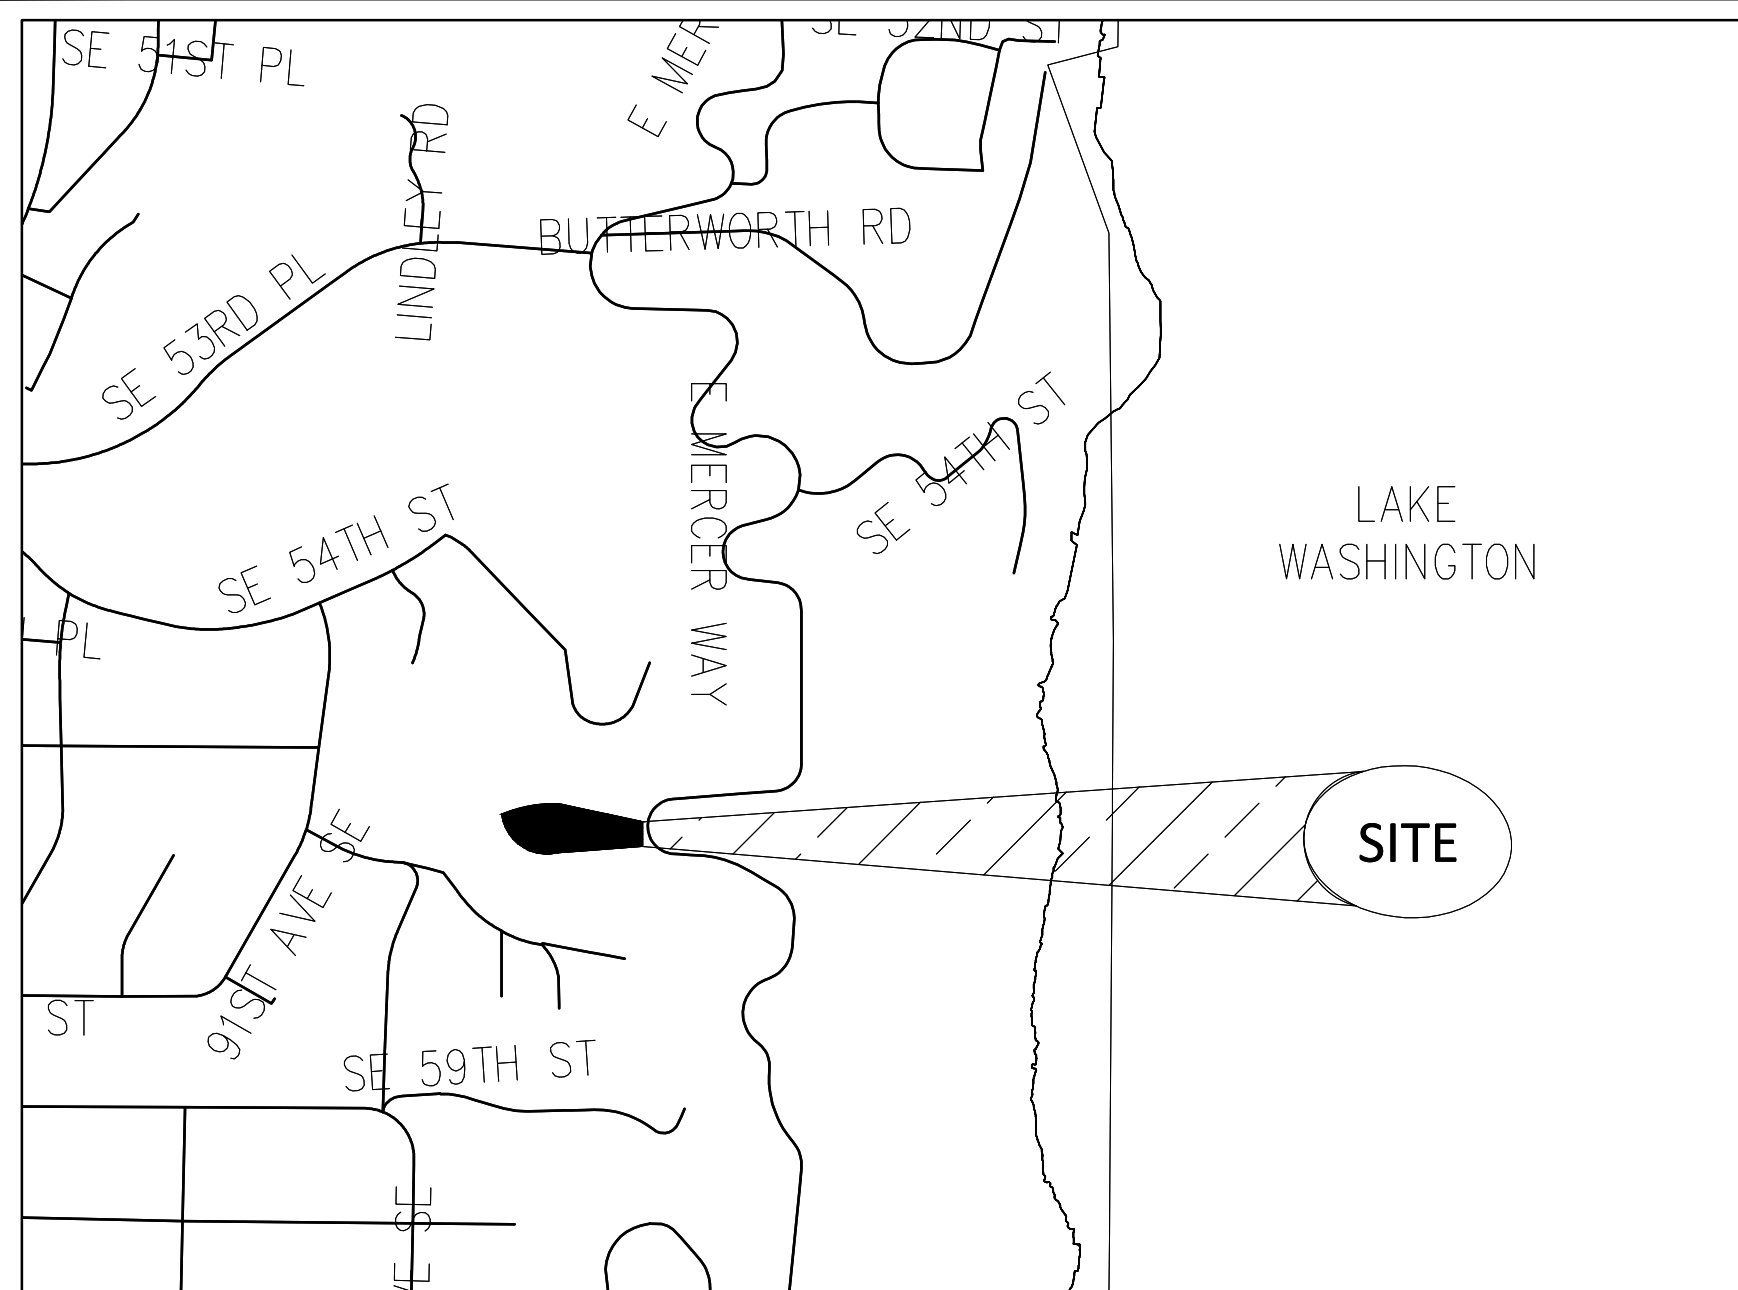 SE 51ST PL
E MER
SE 52ND ST
LINDLEY RD
BUTTERWORTH RD
SE 53RD PL
E MERCER WAY
SE 54TH ST
SE 54TH ST
LAKE
WASHINGTON
PL
SITE
91ST AVE SE
ST
SE 59TH ST
SE